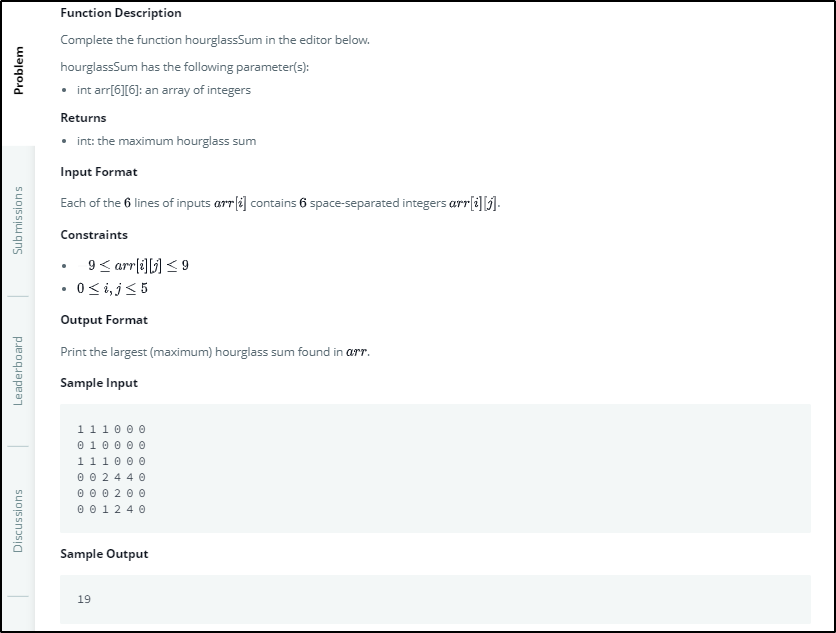 Function Description
Complete the function hourglassSum in the editor below.
hourglassSum has the following parameter(s):
• int arr[6][6]: an array of integers
Returns
• int: the maximum hourglass sum
Input Format
Each of the 6 lines of inputs arr[i] contains 6 space-separated integers arr[i][j].
Constraints
• 9 ≤ arr[i][j] ≤ 9
• 0 ≤ i, j ≤ 5
Output Format
Print the largest (maximum) hourglass sum found in arr.
Sample Input
1 1 1 0 0 0
0 1 0 0 0 0
1 1 1 0 0 0
0 0 2 4 4 0
0 0 0 2 0 0
0 0 1 2 4 0
Sample Output
19
Problem
Submissions
Leaderboard
Discussions